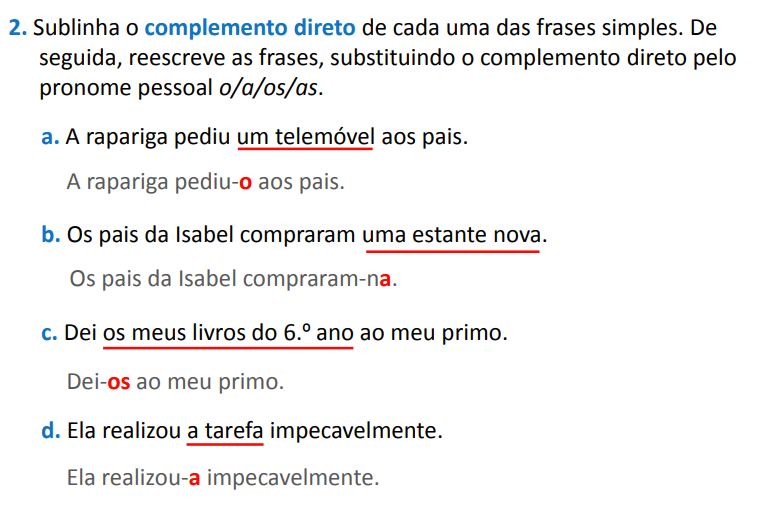 2. Sublinha o complemento direto de cada uma das frases simples. De
seguida, reescreve as frases, substituindo o complemento direto pelo
pronome pessoal o/a/os/as.
a. A rapariga pediu um telemóvel aos pais.
A rapariga pediu-o aos pais.
b. Os pais da Isabel compraram uma estante nova.
Os pais da Isabel compraram-na.
c. Dei os meus livros do 6.º ano ao meu primo.
Dei-os ao meu primo.
d. Ela realizou a tarefa impecavelmente.
Ela realizou-a impecavelmente.